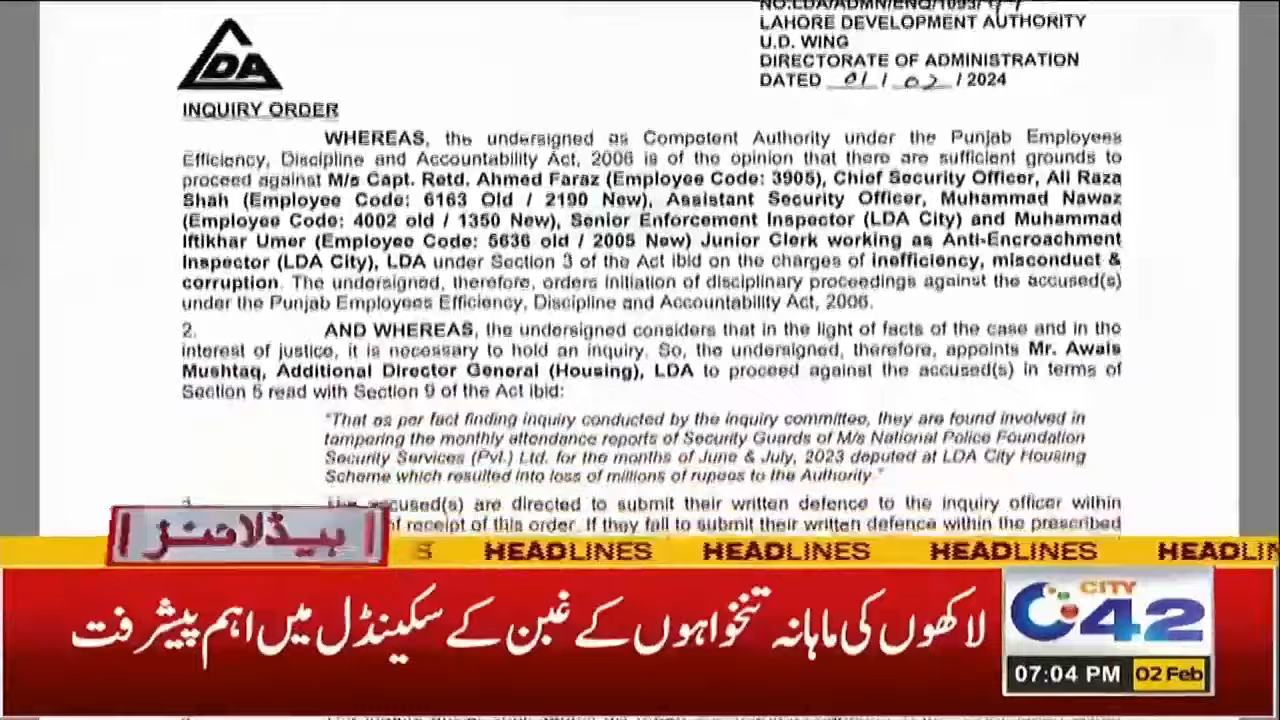 NO.LDA/ADMN/ENQ/1093/
LAHORE DEVELOPMENT AUTHORITY
U.D. WING
DIRECTORATE OF ADMINISTRATION
DATED 01 / 02 / 2024
LDA
INQUIRY ORDER
WHEREAS, the undersigned as Competent Authority under the Punjab Employees
Efficiency, Discipline and Accountability Act, 2006 is of the opinion that there are sufficient grounds to
proceed against M/s Capt. Retd. Ahmed Faraz (Employee Code: 3905), Chief Security Officer, Ali Raza
Shah (Employee Code: 6163 Old / 2190 New), Assistant Security Officer, Muhammad Nawaz
(Employee Code: 4002 old / 1350 New), Senior Enforcement Inspector (LDA City) and Muhammad
Iftikhar Umer (Employee Code: 5636 old / 2005 New) Junior Clerk working as Anti-Encroachment
Inspector (LDA City), LDA under Section 3 of the Act ibid on the charges of inefficiency, misconduct &
corruption. The undersigned, therefore, orders initiation of disciplinary proceedings against the accused(s)
under the Punjab Employees Efficiency, Discipline and Accountability Act, 2006.
2. AND WHEREAS, the undersigned considers that in the light of facts of the case and in the
interest of justice, it is necessary to hold an inquiry. So, the undersigned, therefore, appoints Mr. Awais
Mushtaq, Additional Director General (Housing), LDA to proceed against the accused(s) in terms of
Section 5 read with Section 9 of the Act ibid:
"That as per fact finding inquiry conducted by the inquiry committee, they are found involved in
tampering the monthly attendance reports of Security Guards of M/s National Police Foundation
Security Services (Pvt.) Ltd. for the months of June & July, 2023 deputed at LDA City Housing
Scheme which resulted into loss of millions of rupees to the Authority."
accused(s) are directed to submit their written defence to the inquiry officer within
of receipt of this order. If they fail to submit their written defence within the prescribed
ہیڈلائنز
S HEADLINES HEADLINES HEADLINES HEADLIN
لاکھوں کی ماہانہ تنخواہوں کے غبن کے سکینڈل میں اہم پیشرفت
CITY
42
07:04 PM 02 Feb